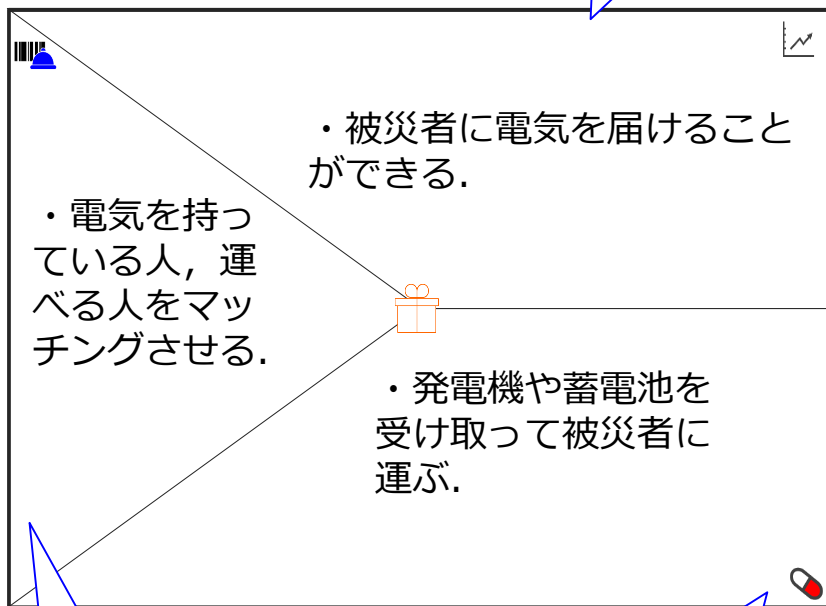 ・被災者に電気を届けること
ができる.
・電気を持っ
ている人，運
べる人をマッ
チングさせる.
・発電機や蓄電池を
受け取って被災者に
運ぶ.